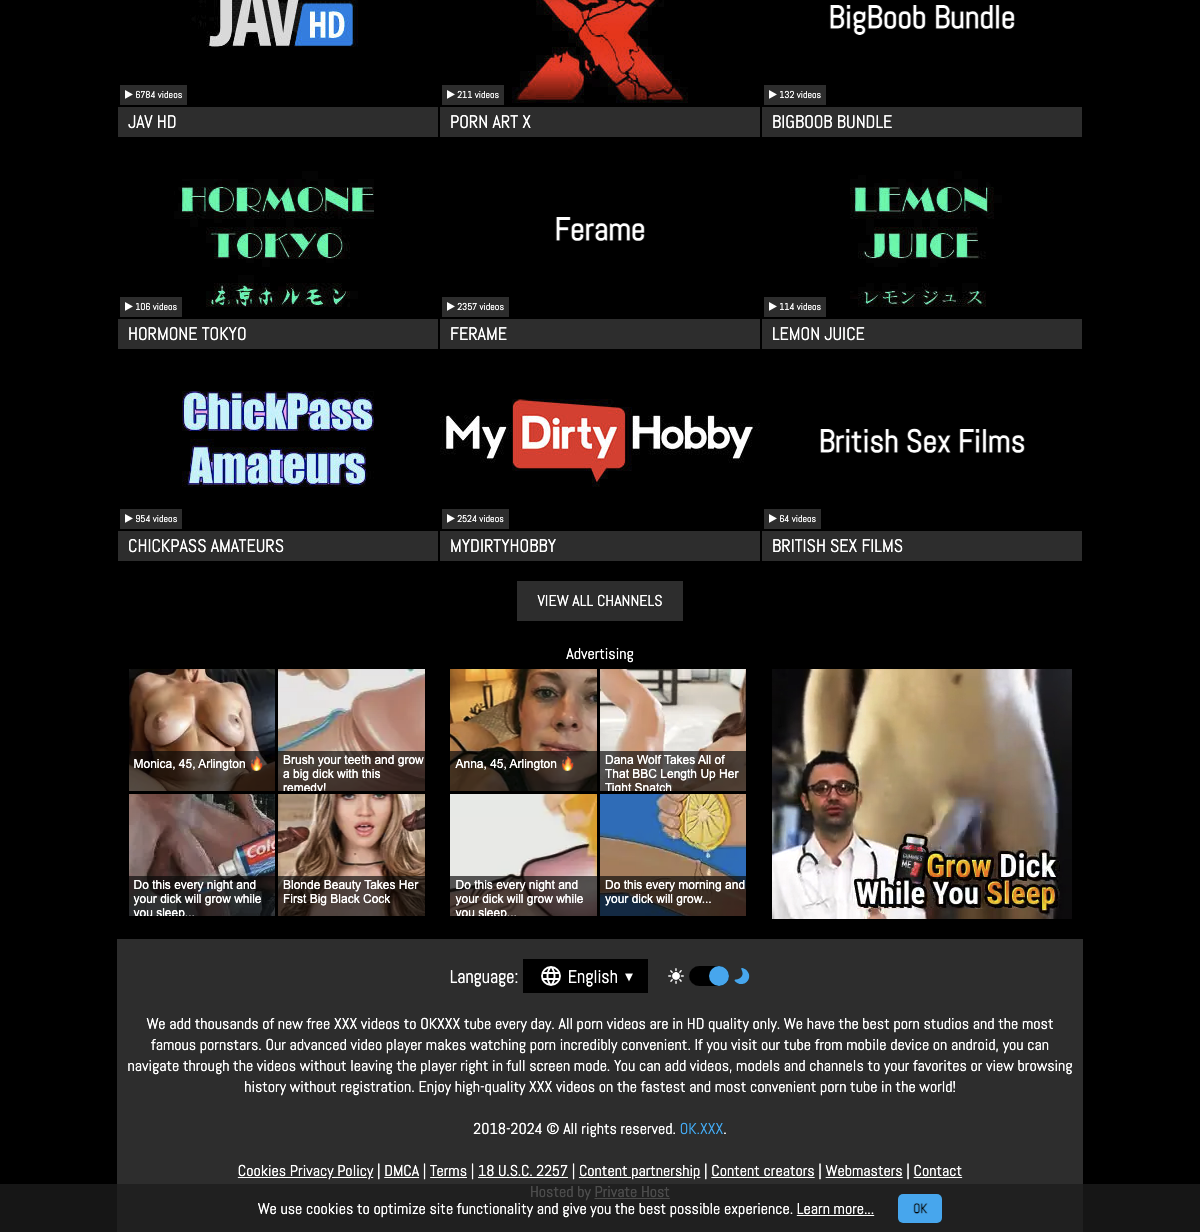 JAV HD
BigBoob Bundle
6784 videos
211 videos
132 videos
JAV HD
PORN ART X
BIGBOOB BUNDLE
HORMONE
TOKYO
東京ホルモン
Ferame
LEMON
JUICE
レモンジュース
106 videos
2357 videos
114 videos
HORMONE TOKYO
FERAME
LEMON JUICE
ChickPass
Amateurs
My Dirty Hobby
British Sex Films
954 videos
2524 videos
64 videos
CHICKPASS AMATEURS
MYDIRTYHOBBY
BRITISH SEX FILMS
VIEW ALL CHANNELS
Advertising
Monica, 45, Arlington 🔥
Brush your teeth and grow
a big dick with this
remedy!
Anna, 45, Arlington 🔥
Dana Wolf Takes All of
That BBC Length Up Her
Tight Snatch
Do this every night and
your dick will grow while
you sleep...
Blonde Beauty Takes Her
First Big Black Cock
Do this every night and
your dick will grow while
you sleep...
Do this every morning and
your dick will grow...
Grow Dick
While You Sleep
Language: English ▾
We add thousands of new free XXX videos to OKXXX tube every day. All porn videos are in HD quality only. We have the best porn studios and the most
famous pornstars. Our advanced video player makes watching porn incredibly convenient. If you visit our tube from mobile device on android, you can
navigate through the videos without leaving the player right in full screen mode. You can add videos, models and channels to your favorites or view browsing
history without registration. Enjoy high-quality XXX videos on the fastest and most convenient porn tube in the world!
2018-2024 © All rights reserved. OK.XXX.
Cookies Privacy Policy | DMCA | Terms | 18 U.S.C. 2257 | Content partnership | Content creators | Webmasters | Contact
Hosted by Private Host
We use cookies to optimize site functionality and give you the best possible experience. Learn more... OK